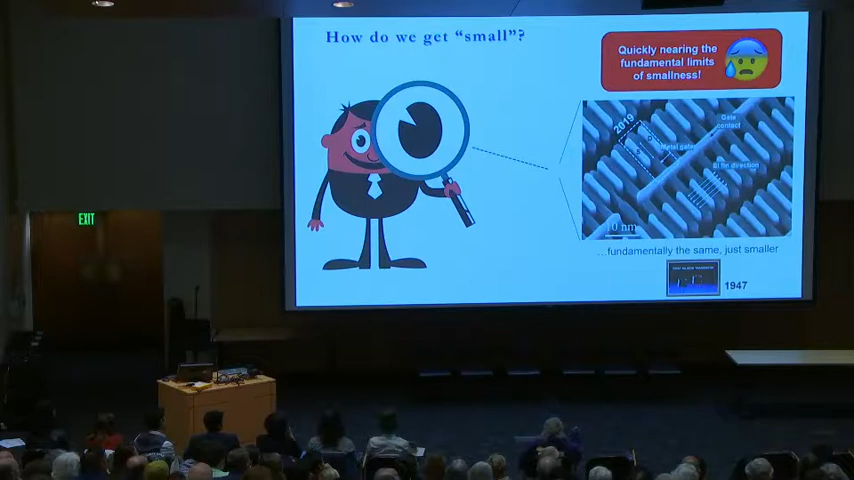 How do we get "small"?
Quickly nearing the
fundamental limits
of smallness!
2019
Gate
contact
Metal gate
Si fin direction
10 nm
...fundamentally the same, just smaller
1947
EXIT